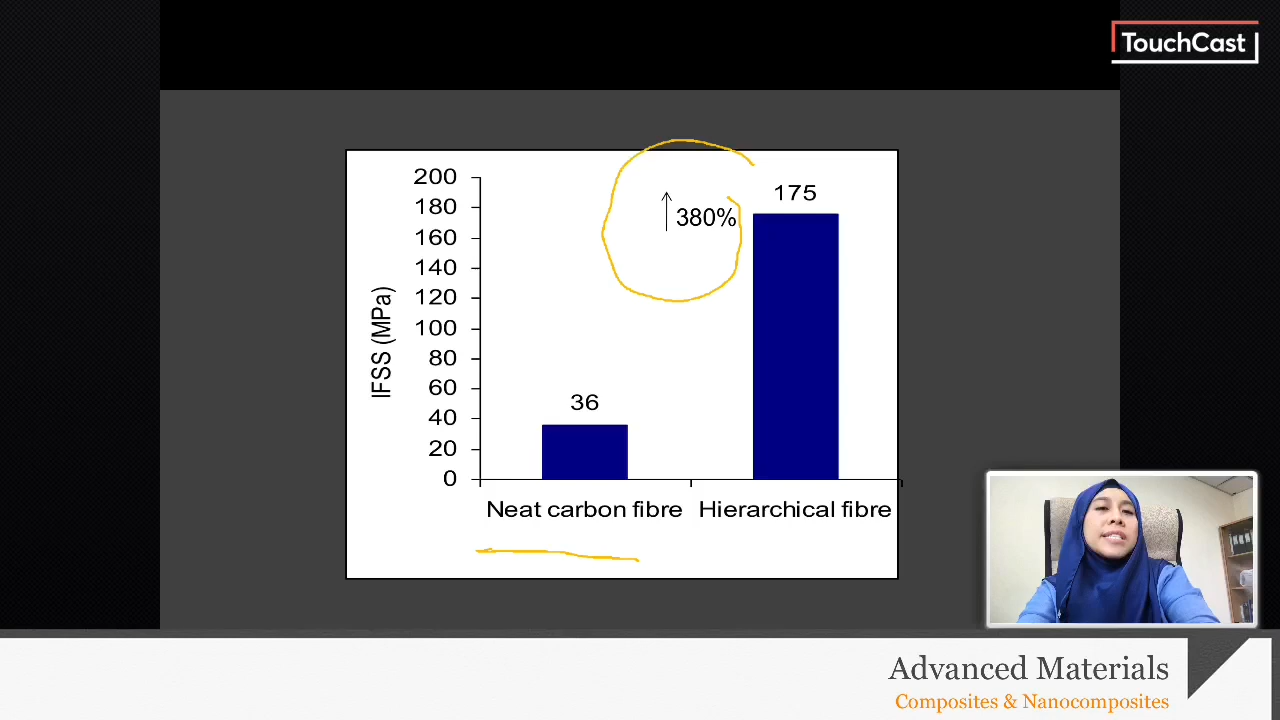 TouchCast
200
180
160
140
120
100
80
60
40
20
0
IFSS (MPa)
380%
175
36
Neat carbon fibre
Hierarchical fibre
Advanced Materials
Composites & Nanocomposites